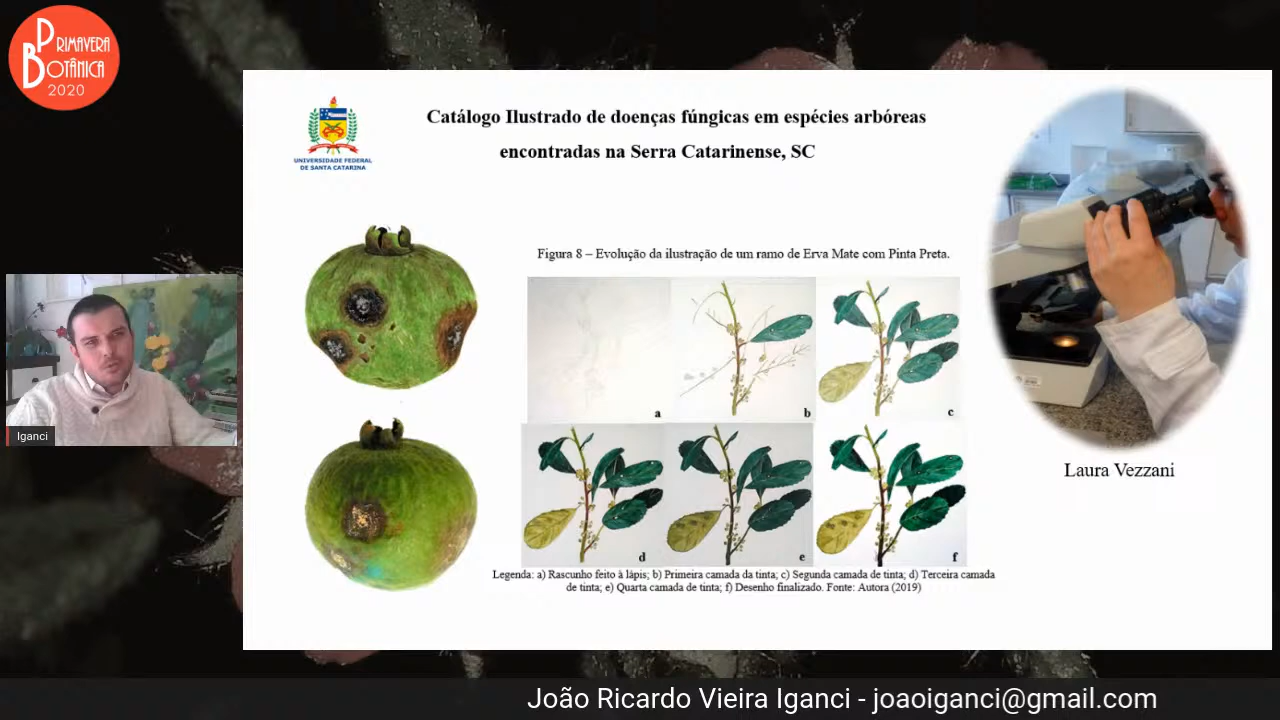 PRIMAVERA
BOTÂNICA
2020
UNIVERSIDADE FEDERAL
DE SANTA CATARINA
Catálogo Ilustrado de doenças fúngicas em espécies arbóreas
encontradas na Serra Catarinense, SC
Figura 8 – Evolução da ilustração de um ramo de Erva Mate com Pinta Preta.
a
b
c
d
e
f
Legenda: a) Rascunho feito à lápis; b) Primeira camada da tinta; c) Segunda camada de tinta; d) Terceira camada
de tinta; e) Quarta camada de tinta; f) Desenho finalizado. Fonte: Autora (2019)
Laura Vezzani
Iganci
João Ricardo Vieira Iganci - joaoiganci@gmail.com